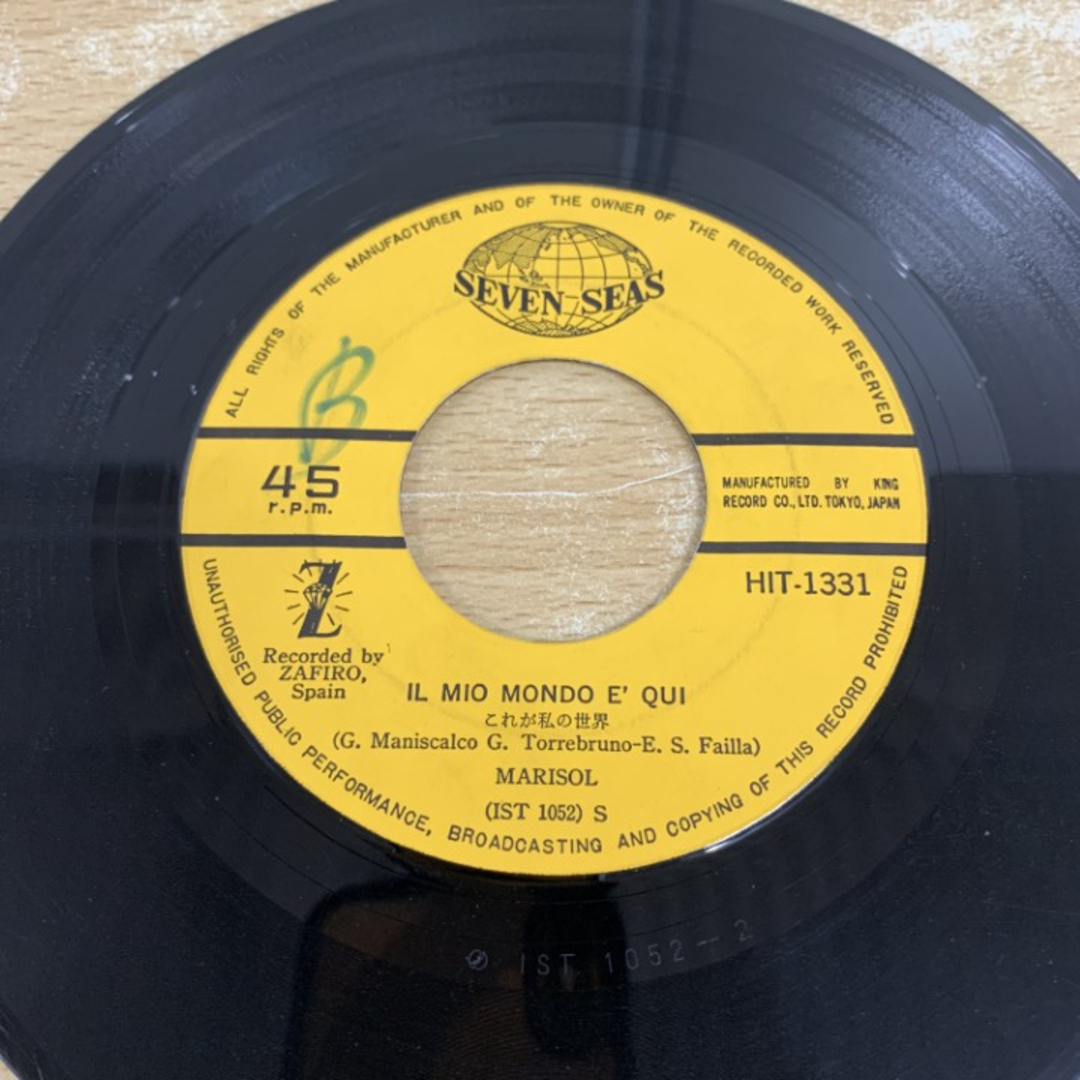 ALL RIGHTS OF THE MANUFACTURER AND OF THE OWNER OF THE RECORDED WORK RESERVED
SEVEN SEAS
B
45
r.p.m.
MANUFACTURED BY KING
RECORD CO., LTD. TOKYO, JAPAN
HIT-1331
Z
Recorded by
ZAFIRO,
Spain
IL MIO MONDO E' QUI
これが私の世界
(G. Maniscalco G. Torrebruno-E. S. Failla)
MARISOL
(IST 1052) S
UNAUTHORISED PUBLIC PERFORMANCE, BROADCASTING AND COPYING OF THIS RECORD PROHIBITED
IST 1052-2